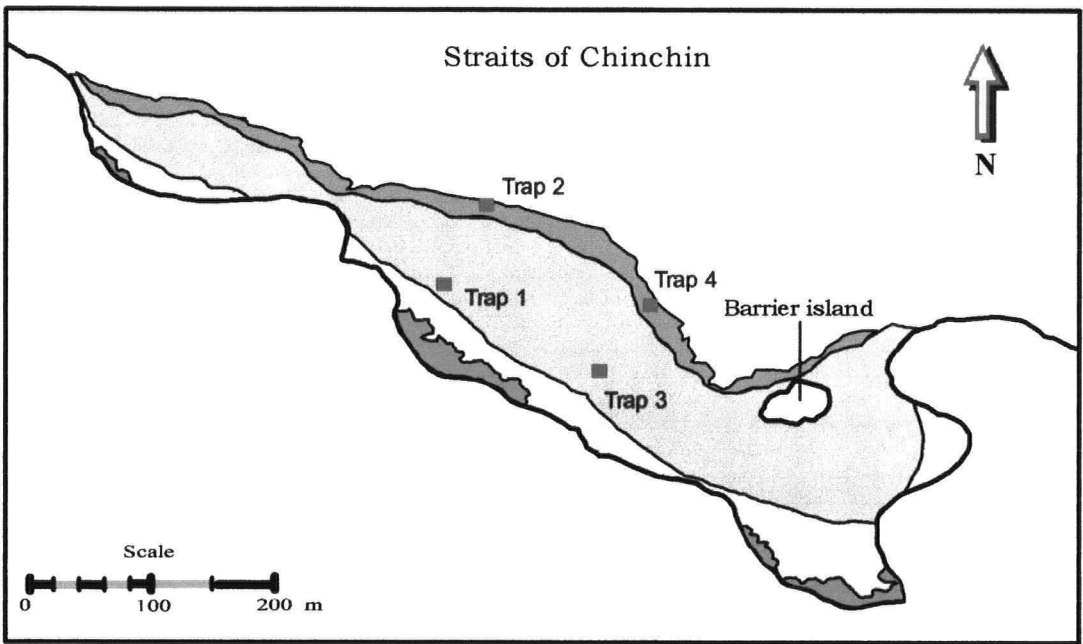 Straits of Chinchin
N
Trap 2
Trap 1
Trap 4
Barrier island
Trap 3
Scale
0 100 200 m